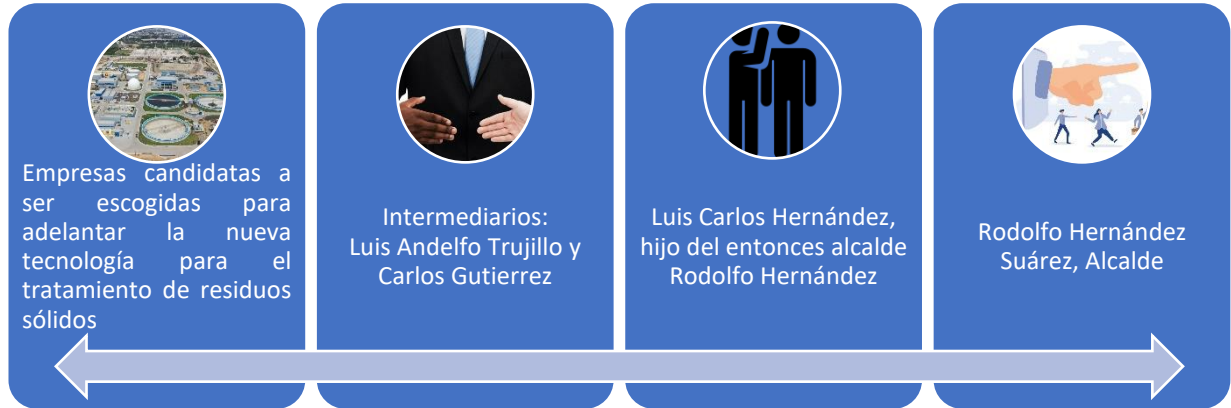 Empresas candidatas a
ser escogidas para
adelantar la nueva
tecnología para el
tratamiento de residuos
sólidos
Intermediarios:
Luis Andelfo Trujillo y
Carlos Gutierrez
Luis Carlos Hernández,
hijo del entonces alcalde
Rodolfo Hernández
Rodolfo Hernández
Suárez, Alcalde